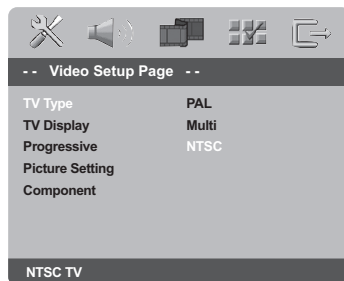 -- Video Setup Page --
TV Type PAL
TV Display Multi
Progressive NTSC
Picture Setting
Component
NTSC TV